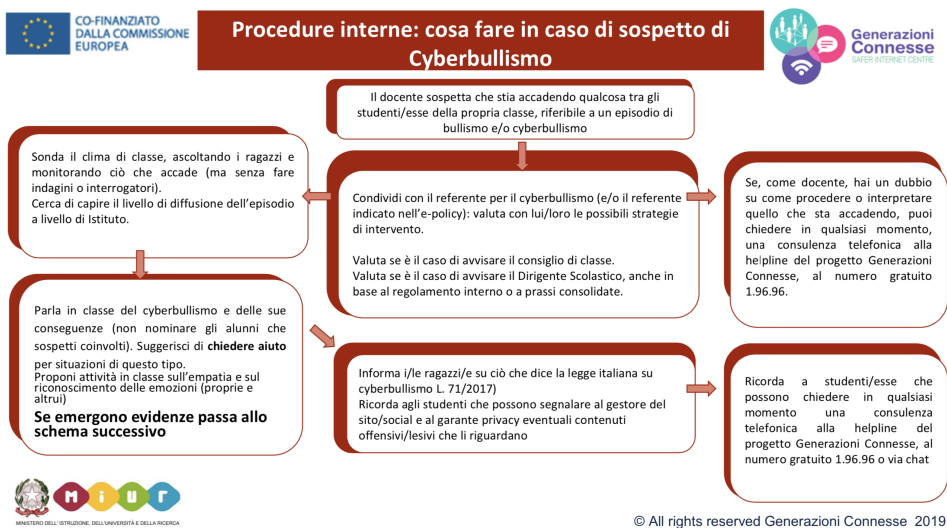 CO-FINANZIATO
DALLA COMMISSIONE
EUROPEA
Procedure interne: cosa fare in caso di sospetto di
Cyberbullismo
Generazioni
Connesse
SAFER INTERNET CENTRE
Il docente sospetta che stia accadendo qualcosa tra gli
studenti/esse della propria classe, riferibile a un episodio di
bullismo e/o cyberbullismo
Sonda il clima di classe, ascoltando i ragazzi e
monitorando ciò che accade (ma senza fare
indagini o interrogatori).
Cerca di capire il livello di diffusione dell'episodio
a livello di Istituto.
Condividi con il referente per il cyberbullismo (e/o il referente
indicato nell'e-policy): valuta con lui/loro le possibili strategie
di intervento.
Valuta se è il caso di avvisare il consiglio di classe.
Valuta se è il caso di avvisare il Dirigente Scolastico, anche in
base al regolamento interno o a prassi consolidate.
Se, come docente, hai un dubbio
su come procedere o interpretare
quello che sta accadendo, puoi
chiedere in qualsiasi momento,
una consulenza telefonica alla
helpline del progetto Generazioni
Connesse, al numero gratuito
1.96.96.
Parla in classe del cyberbullismo e delle sue
conseguenze (non nominare gli alunni che
sospetti coinvolti). Suggerisci di chiedere aiuto
per situazioni di questo tipo.
Proponi attività in classe sull'empatia e sul
riconoscimento delle emozioni (proprie e
altrui)
Se emergono evidenze passa allo
schema successivo
Informa i/le ragazzi/e su ciò che dice la legge italiana su
cyberbullismo L. 71/2017)
Ricorda agli studenti che possono segnalare al gestore del
sito/social e al garante privacy eventuali contenuti
offensivi/lesivi che li riguardano
Ricorda a studenti/esse che
possono chiedere in qualsiasi
momento una consulenza
telefonica alla helpline del
progetto Generazioni Connesse, al
numero gratuito 1.96.96 o via chat
miur
MINISTERO DELL' ISTRUZIONE, DELL'UNIVERSITÀ E DELLA RICERCA
© All rights reserved Generazioni Connesse 2019